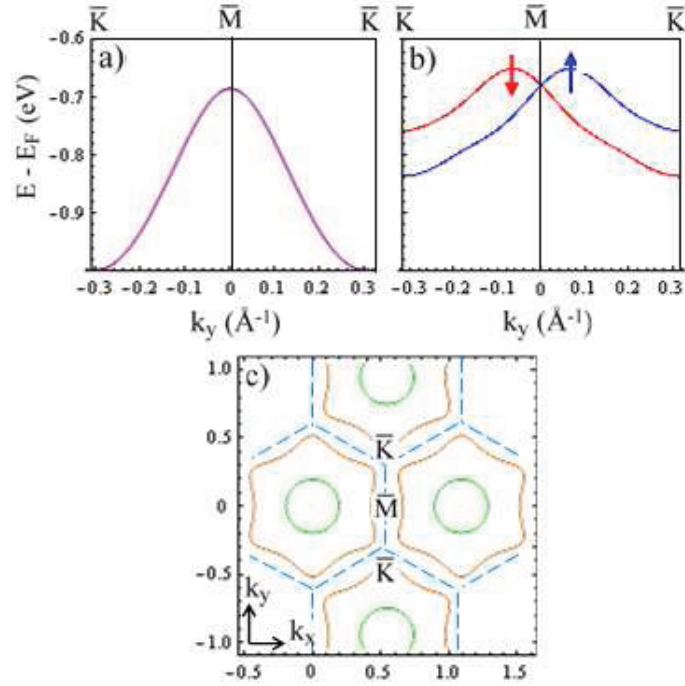 K̅ M̅ K̅ M̅ K̅
a) b)
E - E_F (eV)
-0.6
-0.7
-0.8
-0.9
-0.3 -0.2 -0.1 0 0.1 0.2 0.3
-0.3 -0.2 -0.1 0 0.1 0.2 0.3
k_y (Å⁻¹) k_y (Å⁻¹)
c)
1.0
0.5
0
-0.5
-1.0
K̅
M̅
K̅
k_y
k_x
-0.5 0 0.5 1.0 1.5